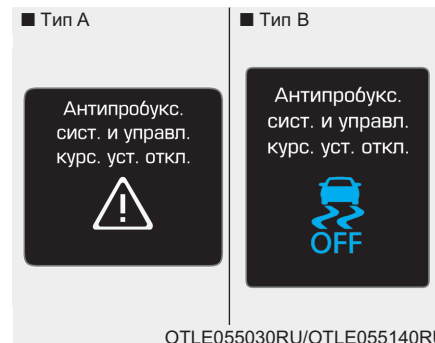 ■ Тип А
Антипробукс.
сист. и управл.
курс. уст. откл.
■ Тип В
Антипробукс.
сист. и управл.
курс. уст. откл.
OFF
OTLE055030RU/OTLE055140RU